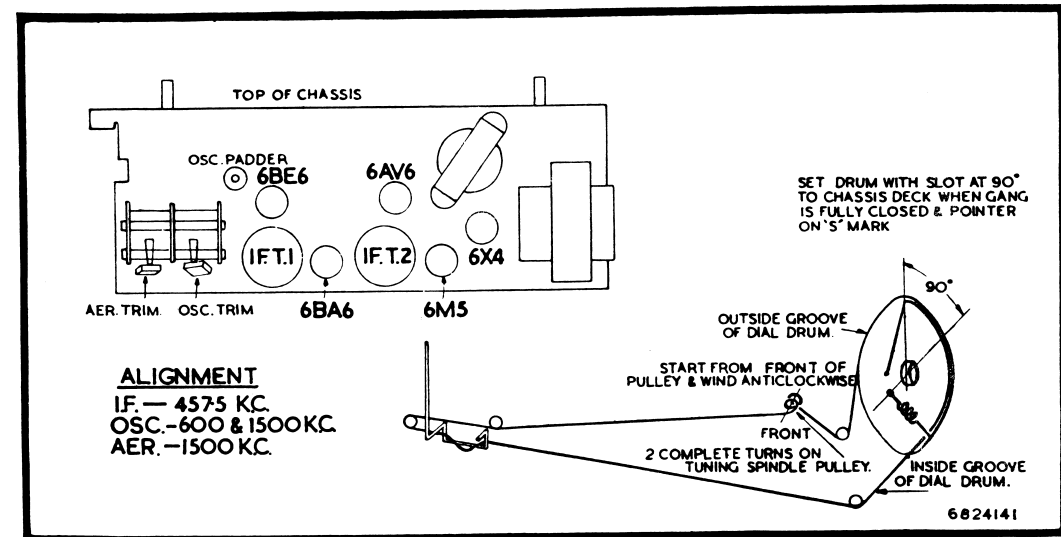 TOP OF CHASSIS
OSC. PADDER
6BE6
6AV6
I.F.T.1
I.F.T.2
6X4
AER. TRIM.
OSC. TRIM
6BA6
6M5
ALIGNMENT
I.F. — 457·5 K.C.
OSC.-600 & 1500 K.C.
AER. —1500 K.C.
SET DRUM WITH SLOT AT 90°
TO CHASSIS DECK WHEN GANG
IS FULLY CLOSED & POINTER
ON 'S' MARK
90°
OUTSIDE GROOVE
OF DIAL DRUM.
START FROM FRONT OF
PULLEY & WIND ANTICLOCKWISE
FRONT
2 COMPLETE TURNS ON
TUNING SPINDLE PULLEY.
INSIDE GROOVE
OF DIAL DRUM.
6824141